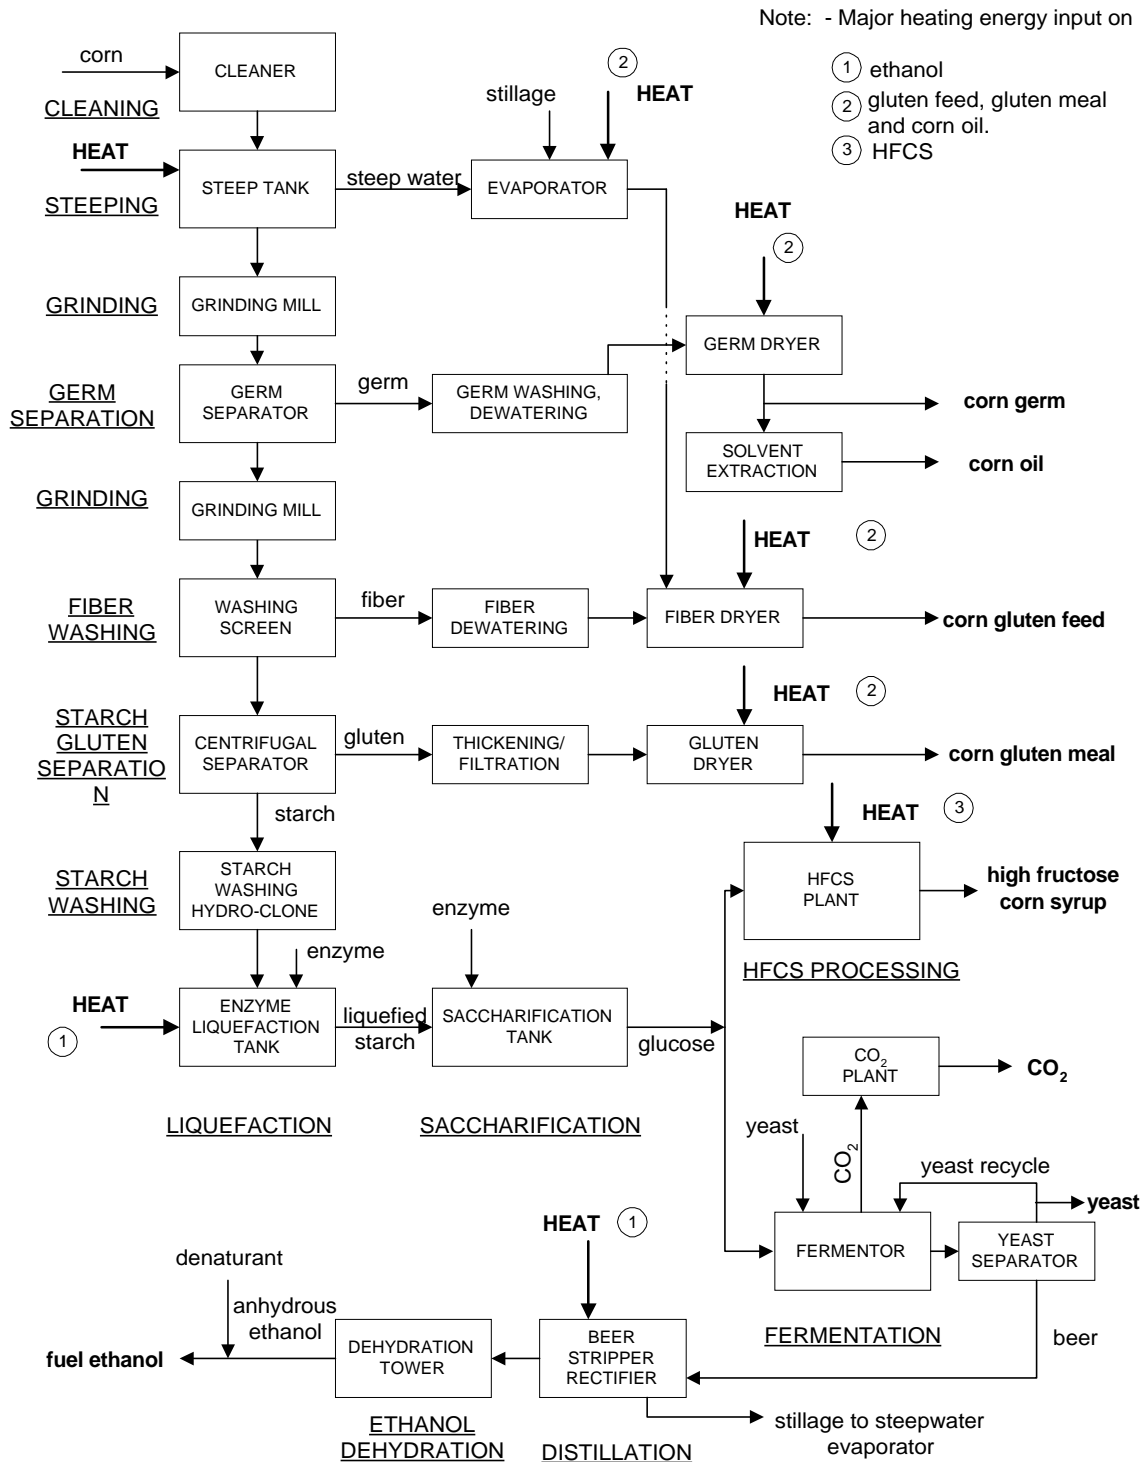 Note: - Major heating energy input on
1 ethanol
2 gluten feed, gluten meal
and corn oil.
3 HFCS
corn
CLEANER
CLEANING
2
HEAT
stillage
HEAT
STEEP TANK
steep water
EVAPORATOR
STEEPING
HEAT
2
GRINDING
GRINDING MILL
GERM DRYER
GERM
SEPARATION
GERM
SEPARATOR
germ
GERM WASHING,
DEWATERING
corn germ
SOLVENT
EXTRACTION
corn oil
GRINDING
GRINDING MILL
HEAT
2
FIBER
WASHING
WASHING
SCREEN
fiber
FIBER
DEWATERING
FIBER DRYER
corn gluten feed
HEAT
2
STARCH
GLUTEN
SEPARATIO
N
CENTRIFUGAL
SEPARATOR
gluten
THICKENING/
FILTRATION
GLUTEN
DRYER
corn gluten meal
starch
HEAT
3
STARCH
WASHING
STARCH
WASHING
HYDRO-CLONE
HFCS
PLANT
high fructose
corn syrup
enzyme
enzyme
HFCS PROCESSING
HEAT
1
ENZYME
LIQUEFACTION
TANK
liquefied
starch
SACCHARIFICATION
TANK
glucose
CO2
PLANT
CO2
LIQUEFACTION
SACCHARIFICATION
yeast
CO2
yeast recycle
yeast
FERMENTOR
YEAST
SEPARATOR
FERMENTATION
beer
HEAT
1
denaturant
anhydrous
ethanol
fuel ethanol
DEHYDRATION
TOWER
BEER
STRIPPER
RECTIFIER
ETHANOL
DEHYDRATION
DISTILLATION
stillage to steepwater
evaporator